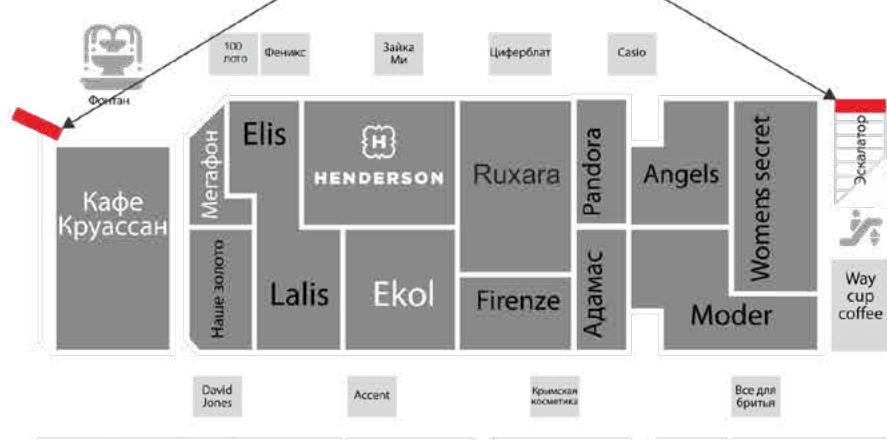 100
лото
Феникс
Зайка
Ми
Циферблат
Casio
Фонтан
Кафе
Круассан
Мегафон
Elis
H
HENDERSON
Ruxara
Pandora
Angels
Womens secret
Эскалатор
Наше золото
Lalis
Ekol
Firenze
Адамас
Moder
Way
cup
coffee
David
Jones
Accent
Кримская
косметика
Все для
бритья